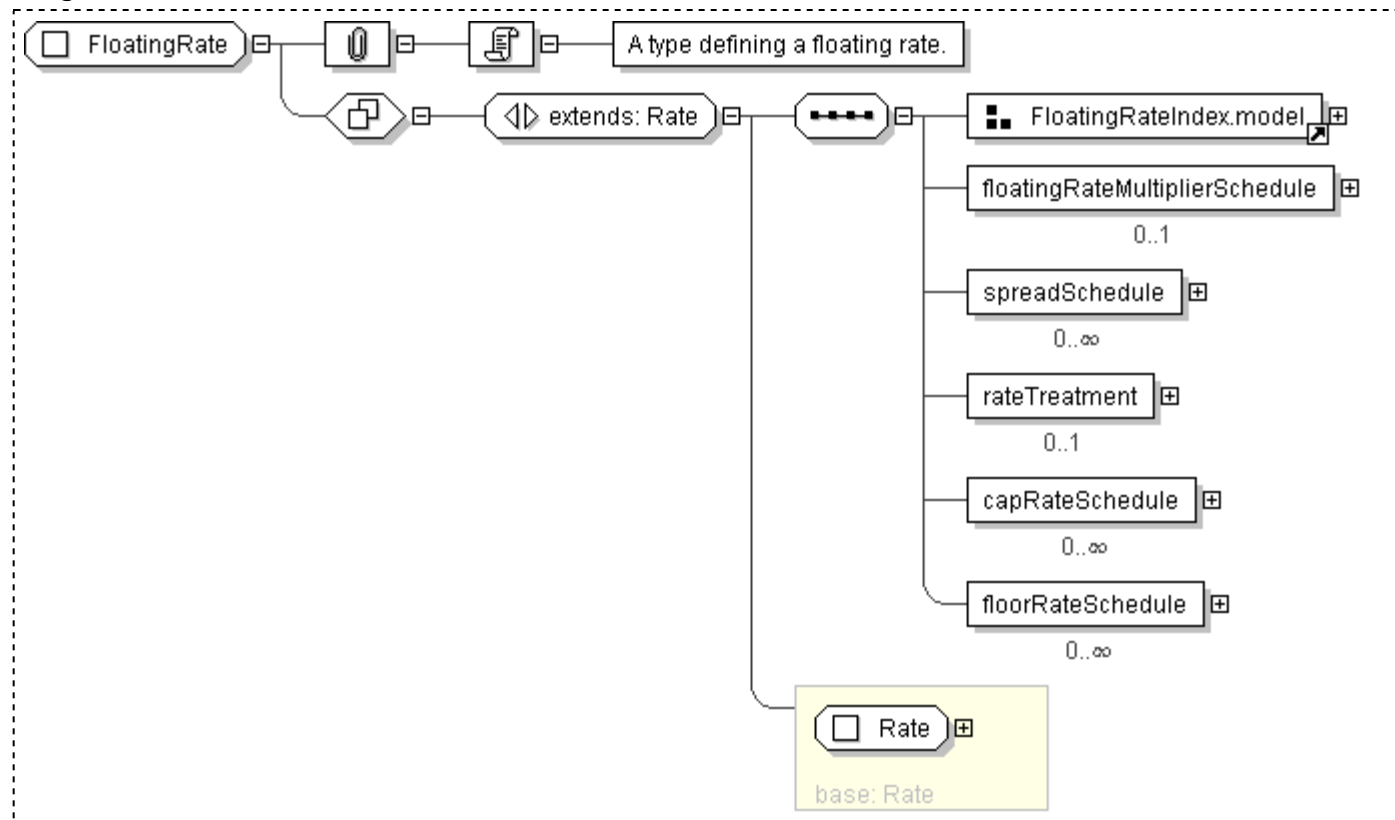 FloatingRate
A type defining a floating rate.
extends: Rate
FloatingRateIndex.model
floatingRateMultiplierSchedule
0..1
spreadSchedule
0..∞
rateTreatment
0..1
capRateSchedule
0..∞
floorRateSchedule
0..∞
Rate
base: Rate